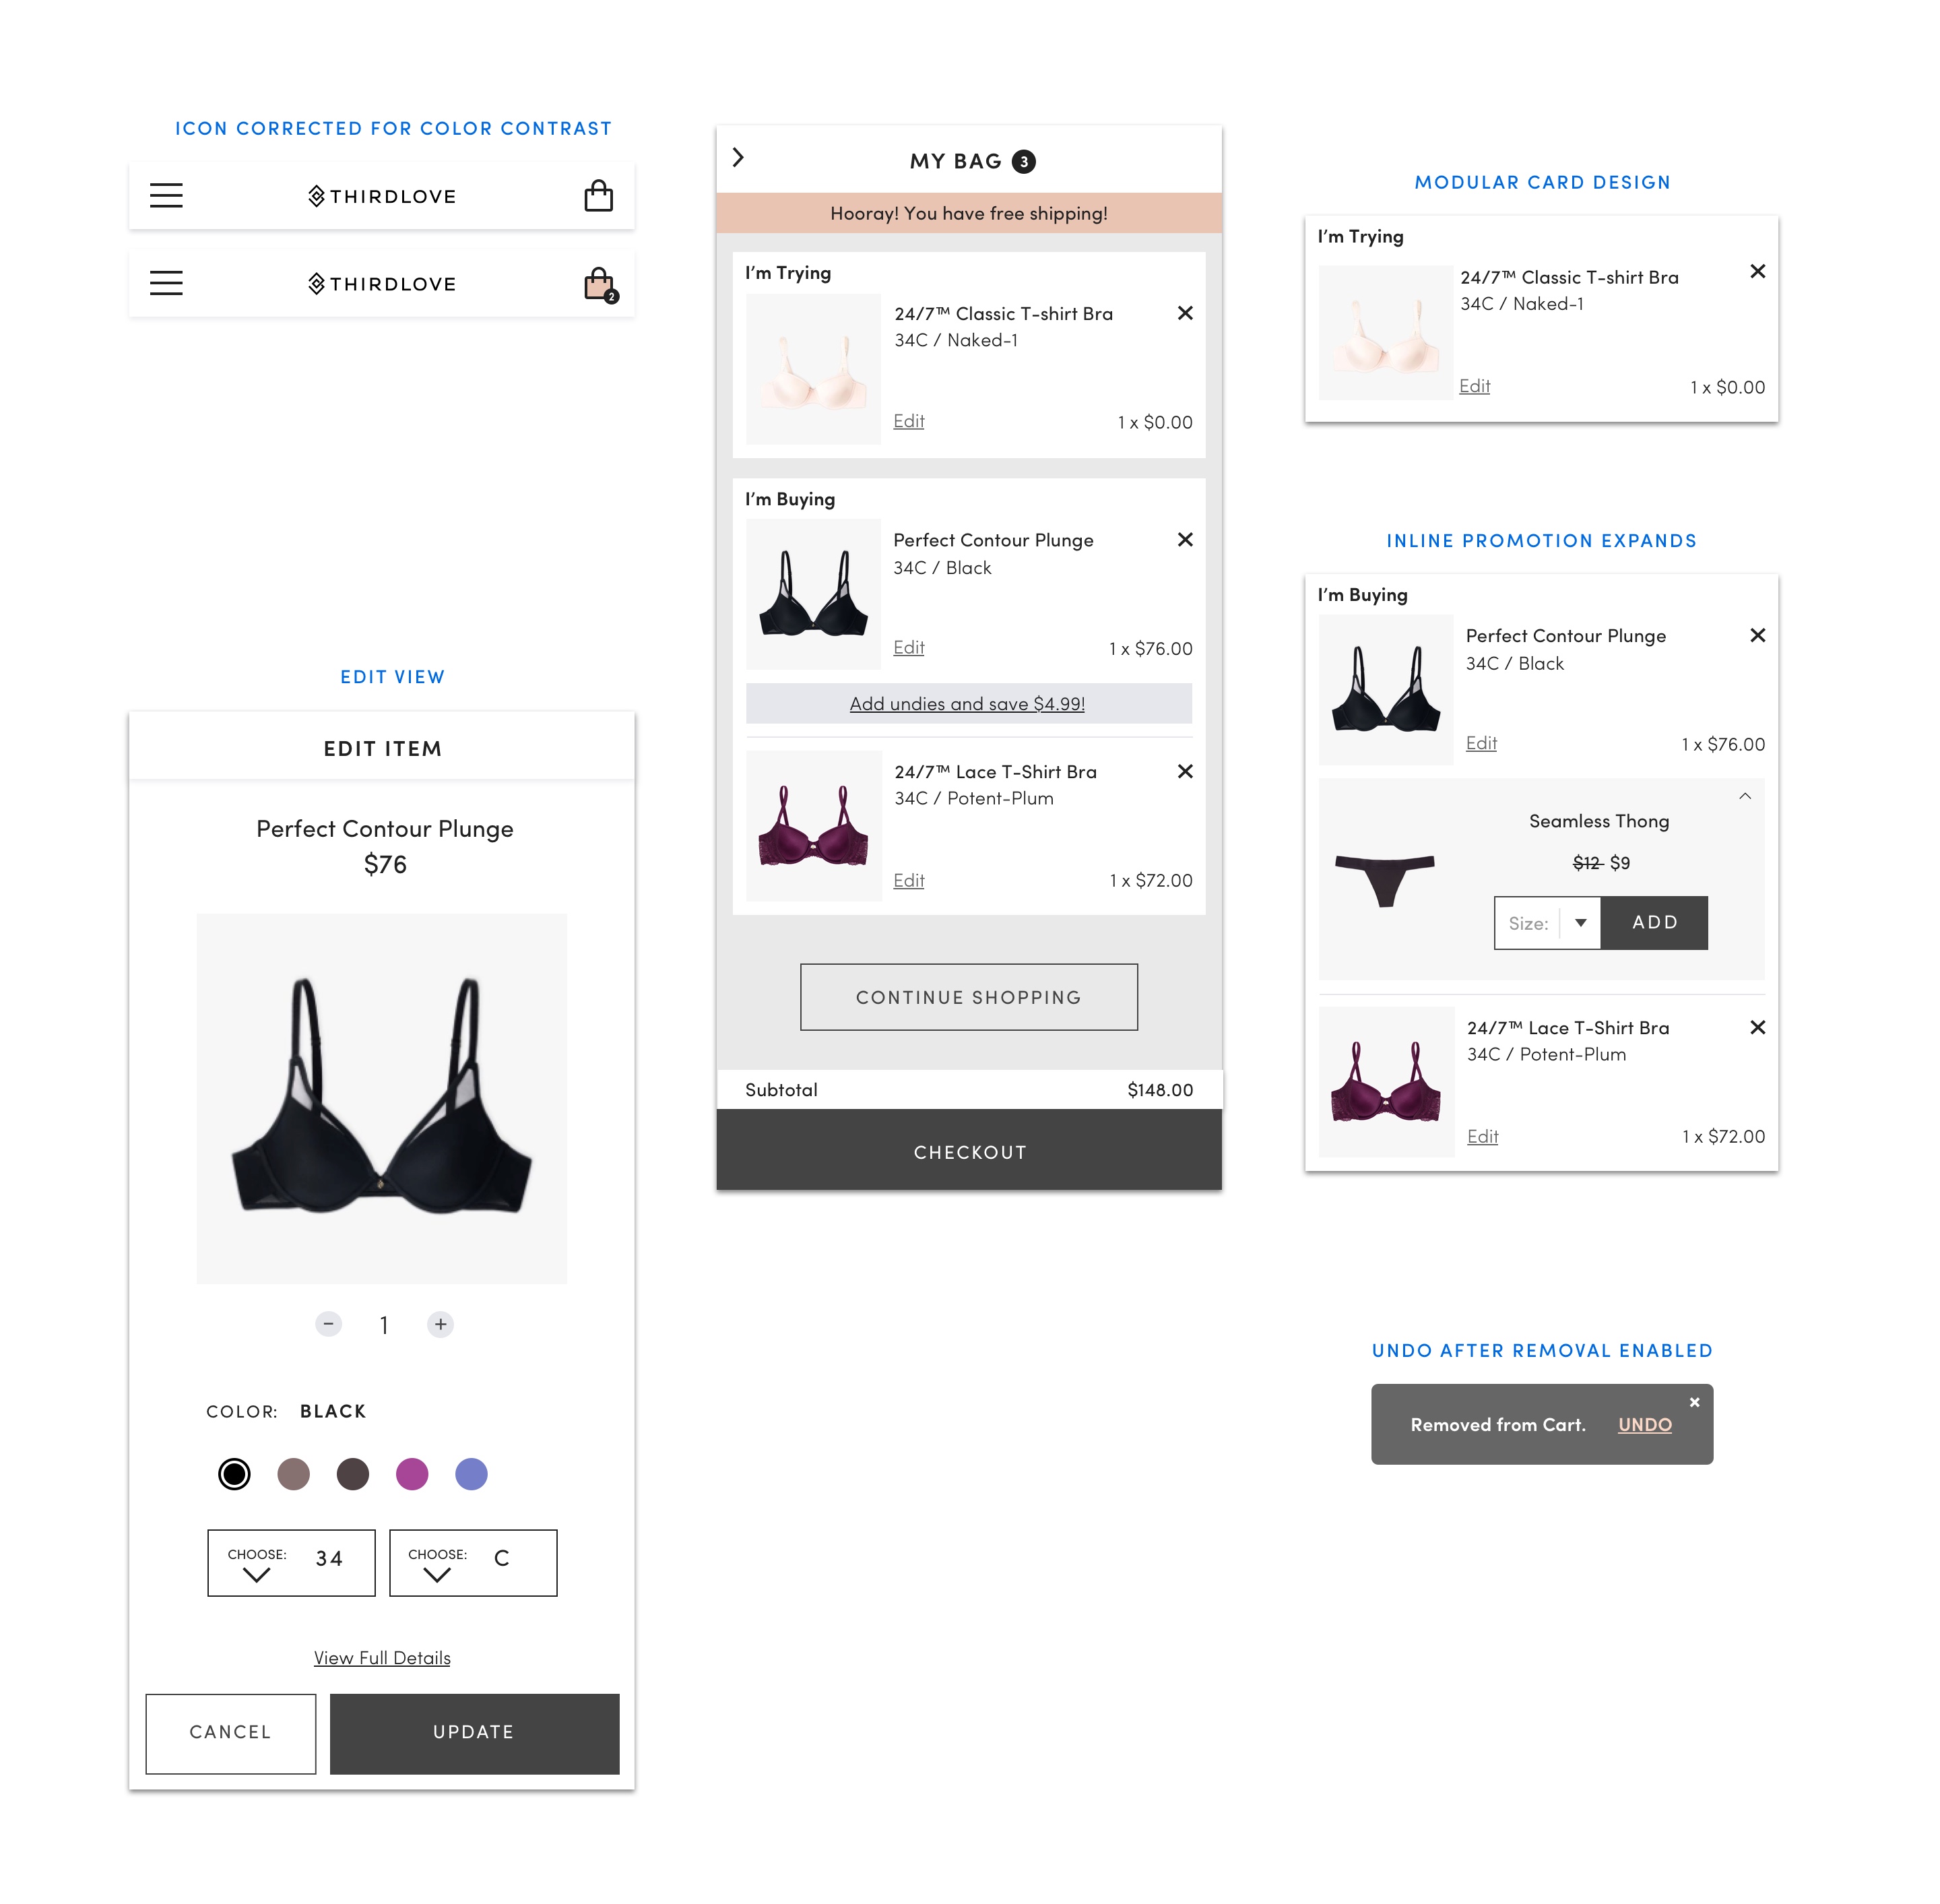 ICON CORRECTED FOR COLOR CONTRAST
THIRDLOVE
THIRDLOVE
2
EDIT VIEW
EDIT ITEM
Perfect Contour Plunge
$76
− 1 +
COLOR: BLACK
CHOOSE: 34
CHOOSE: C
View Full Details
CANCEL
UPDATE
MY BAG 3
Hooray! You have free shipping!
I’m Trying
24/7™ Classic T-shirt Bra
34C / Naked-1
Edit
1 x $0.00
I’m Buying
Perfect Contour Plunge
34C / Black
Edit
1 x $76.00
Add undies and save $4.99!
24/7™ Lace T-Shirt Bra
34C / Potent-Plum
Edit
1 x $72.00
CONTINUE SHOPPING
Subtotal $148.00
CHECKOUT
MODULAR CARD DESIGN
I’m Trying
24/7™ Classic T-shirt Bra
34C / Naked-1
Edit
1 x $0.00
INLINE PROMOTION EXPANDS
I’m Buying
Perfect Contour Plunge
34C / Black
Edit
1 x $76.00
Seamless Thong
$12 $9
Size:
ADD
24/7™ Lace T-Shirt Bra
34C / Potent-Plum
Edit
1 x $72.00
UNDO AFTER REMOVAL ENABLED
Removed from Cart. UNDO